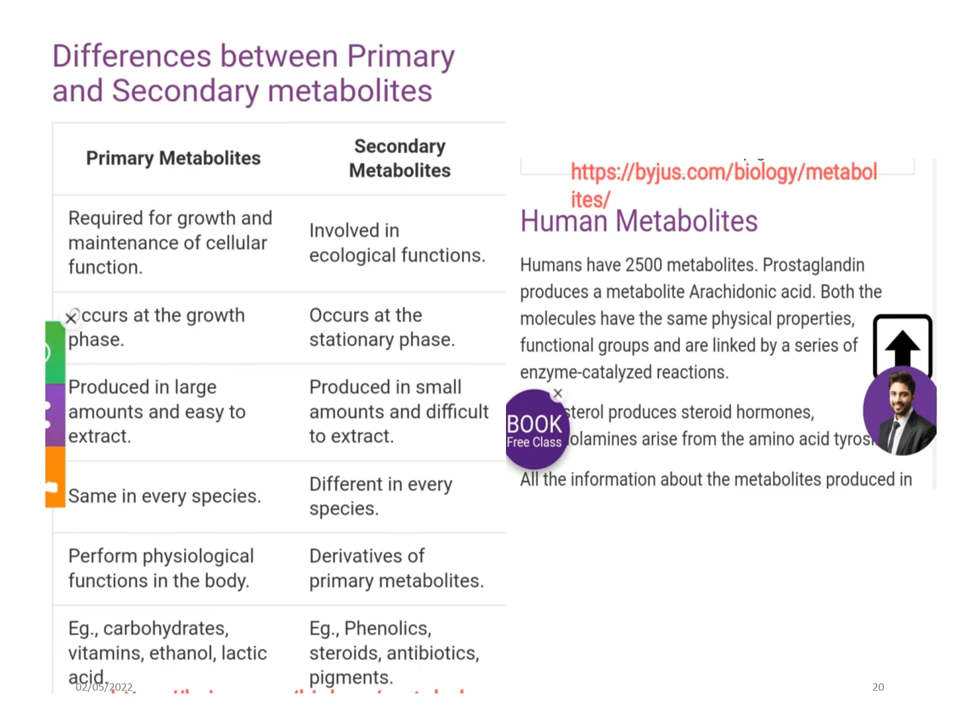 Differences between Primary
and Secondary metabolites
Primary Metabolites
Secondary
Metabolites
Required for growth and
maintenance of cellular
function.
Involved in
ecological functions.
Occurs at the growth
phase.
Occurs at the
stationary phase.
Produced in large
amounts and easy to
extract.
Produced in small
amounts and difficult
to extract.
Same in every species.
Different in every
species.
Perform physiological
functions in the body.
Derivatives of
primary metabolites.
Eg., carbohydrates,
vitamins, ethanol, lactic
acid.
Eg., Phenolics,
steroids, antibiotics,
pigments.
https://byjus.com/biology/metabol
ites/
Human Metabolites
Humans have 2500 metabolites. Prostaglandin
produces a metabolite Arachidonic acid. Both the
molecules have the same physical properties,
functional groups and are linked by a series of
enzyme-catalyzed reactions.
sterol produces steroid hormones,
olamines arise from the amino acid tyros
All the information about the metabolites produced in
BOOK
Free Class
02/05/2022
20